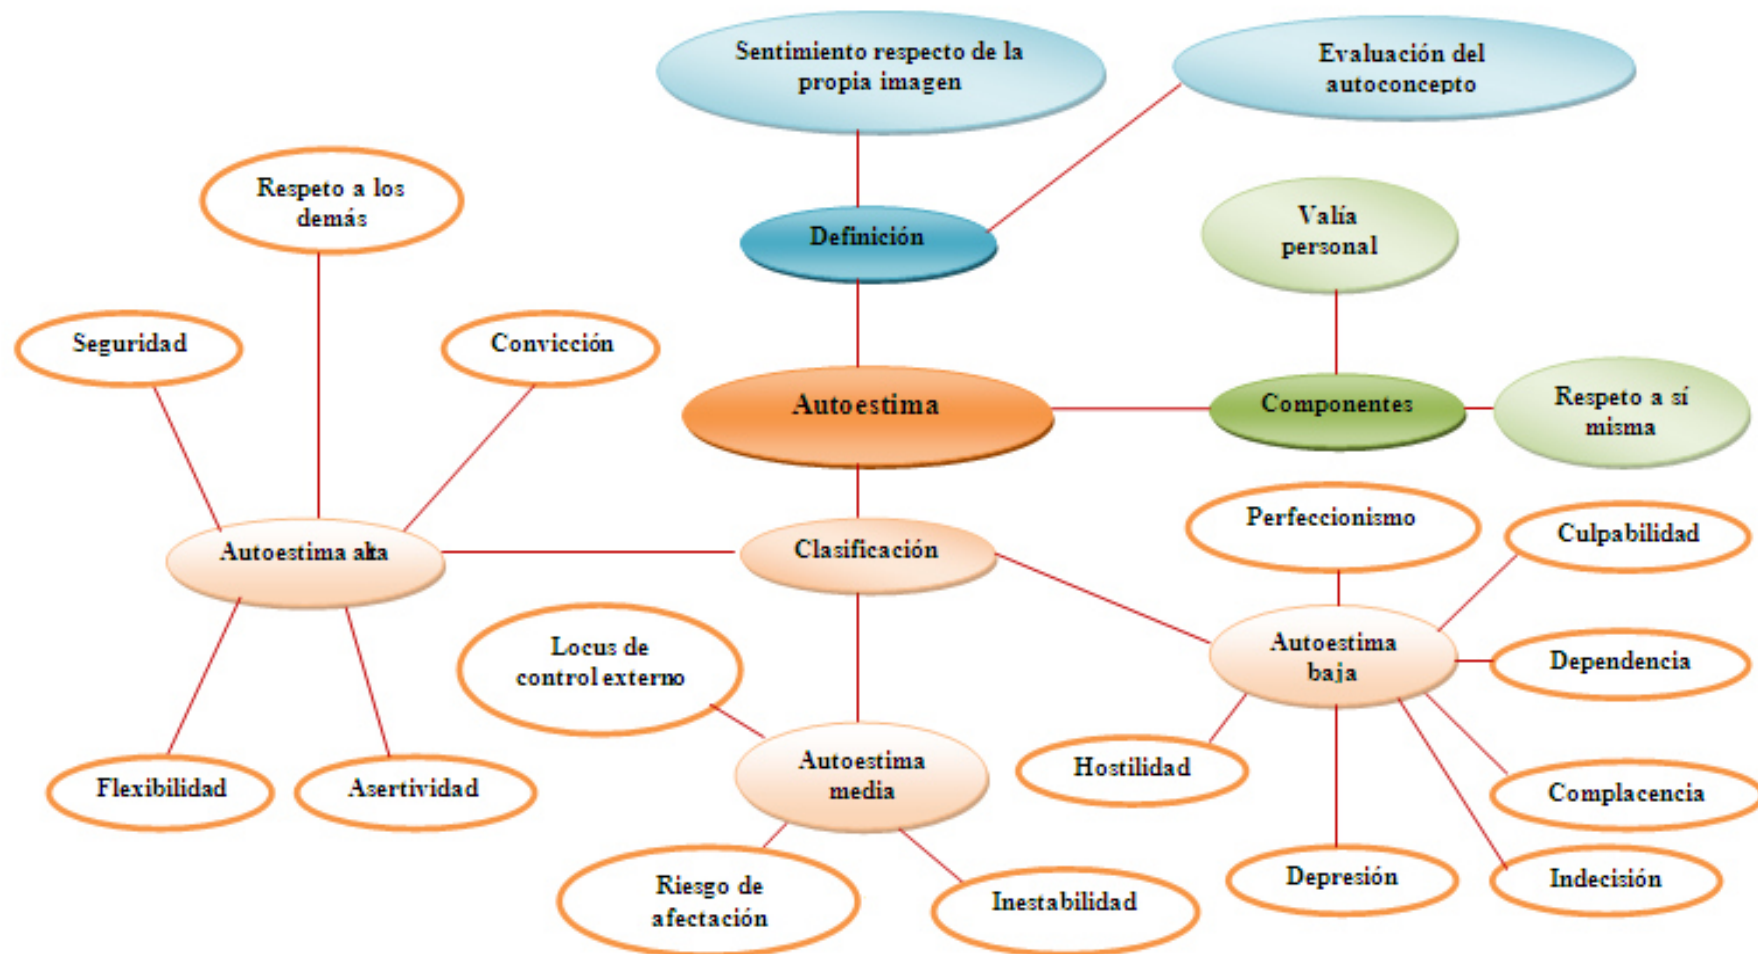 Sentimiento respecto de la
propia imagen
Evaluación del
autoconcepto
Respeto a los
demás
Definición
Valía
personal
Seguridad
Convicción
Autoestima
Componentes
Respeto a sí
misma
Autoestima alta
Clasificación
Perfeccionismo
Culpabilidad
Locus de
control externo
Autoestima
baja
Dependencia
Autoestima
media
Hostilidad
Flexibilidad
Asertividad
Complacencia
Riesgo de
afectación
Inestabilidad
Depresión
Indecisión